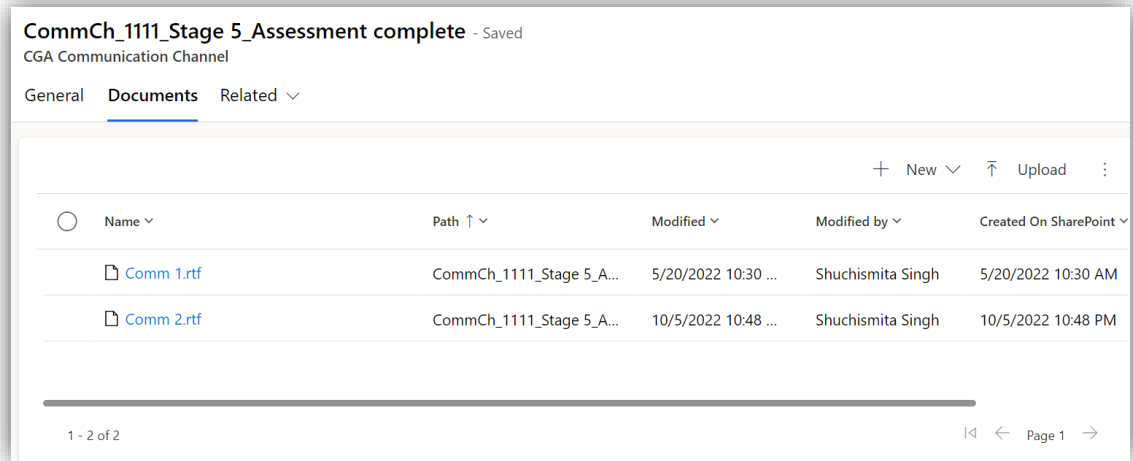 CommCh_1111_Stage 5_Assessment complete - Saved
CGA Communication Channel
General Documents Related
New Upload
Name Path Modified Modified by Created On SharePoint
Comm 1.rtf CommCh_1111_Stage 5_A... 5/20/2022 10:30 ... Shuchismita Singh 5/20/2022 10:30 AM
Comm 2.rtf CommCh_1111_Stage 5_A... 10/5/2022 10:48 ... Shuchismita Singh 10/5/2022 10:48 PM
1 - 2 of 2 Page 1